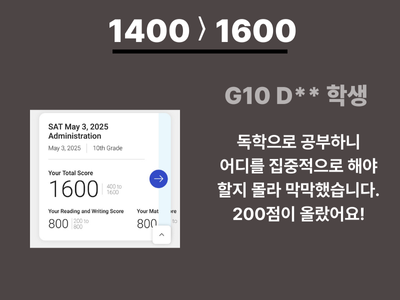 1400 〉 1600
G10 D** 학생
독학으로 공부하니
어디를 집중적으로 해야
할지 몰라 막막했습니다.
200점이 올랐어요!
SAT May 3, 2025
Administration
May 3, 2025 | 10th Grade
Your Total Score
1600 | 400 to
1600
Your Reading and Writing Score
800 | 200 to
800
Your Mat
800